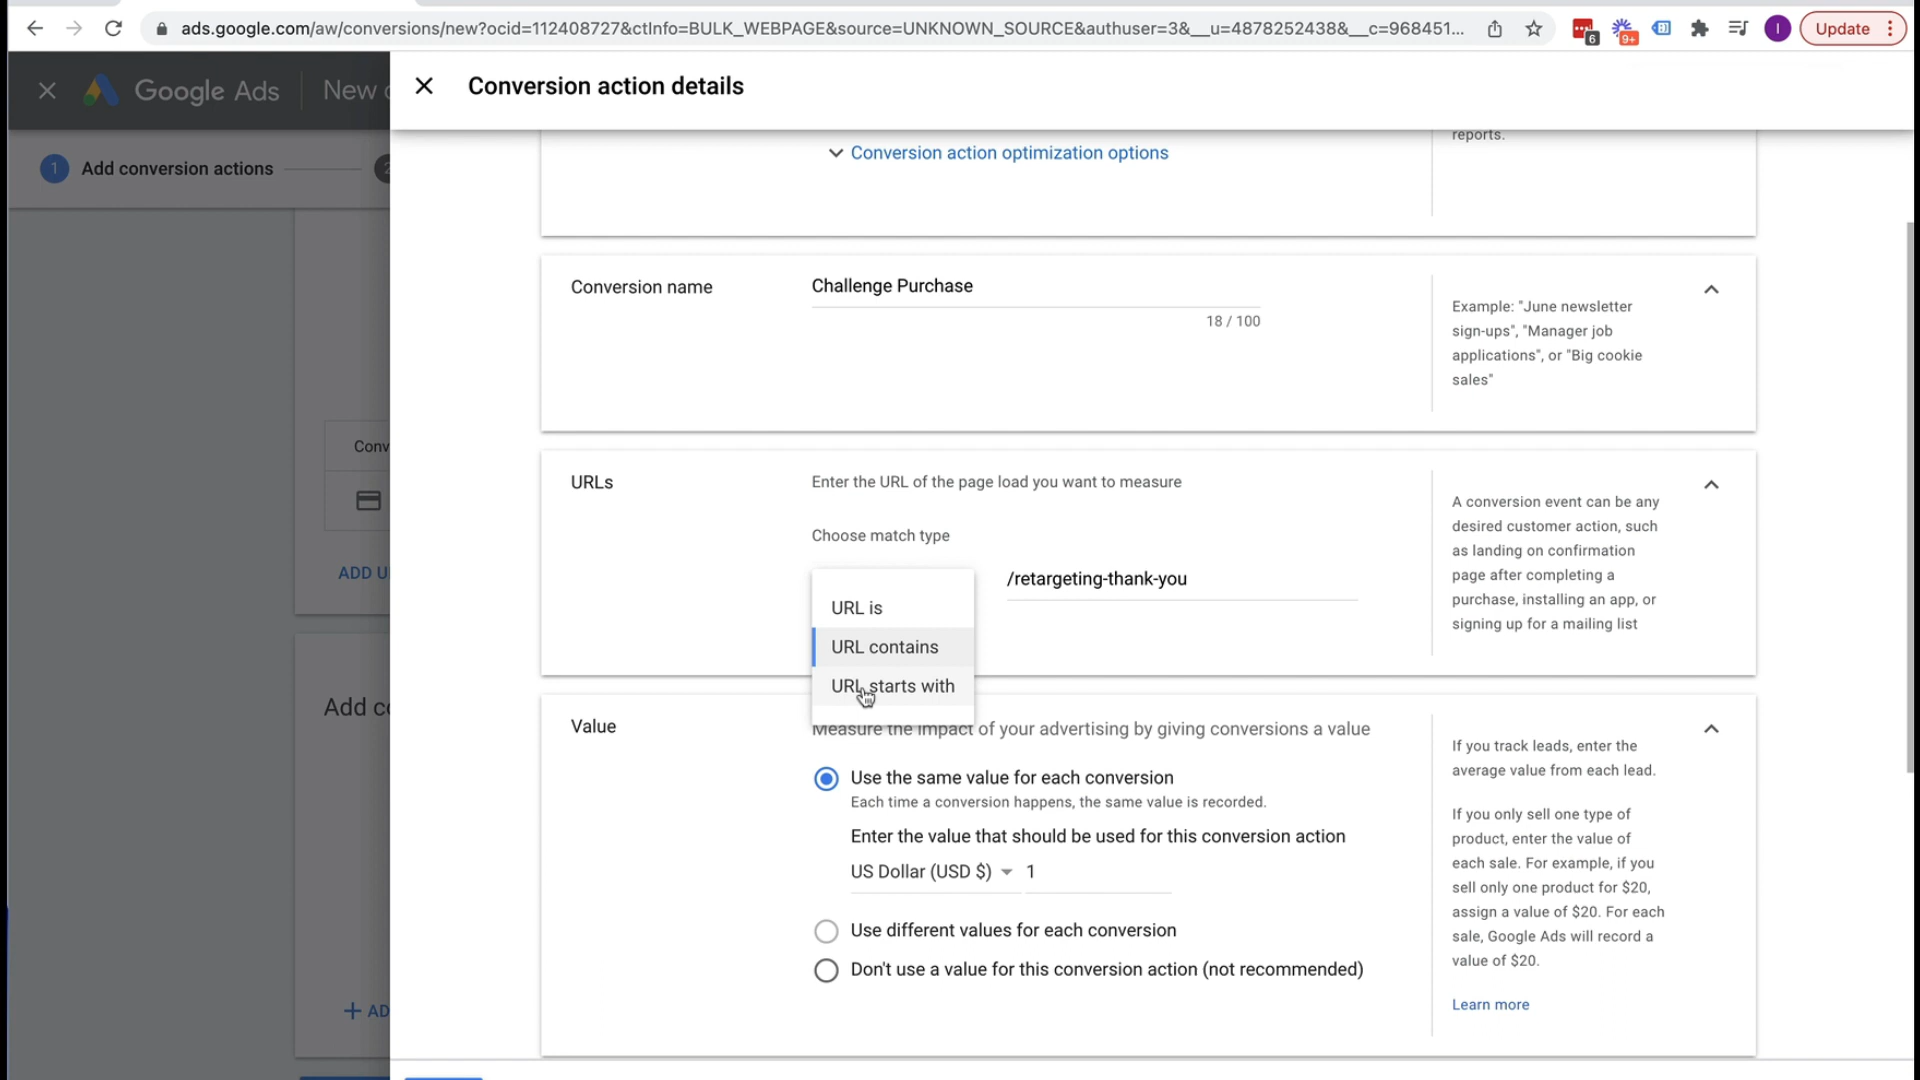 ads.google.com/aw/conversions/new?ocid=112408727&ctInfo=BULK_WEBPAGE&source=UNKNOWN_SOURCE&authuser=3&__u=4878252438&__c=968451...
6
9+
I
Update
Google Ads
New c
Conversion action details
1
Add conversion actions
2
reports.
Conversion action optimization options
Conversion name
Challenge Purchase
18 / 100
Example: "June newsletter
sign-ups", "Manager job
applications", or "Big cookie
sales"
Conv
ADD U
URLs
Enter the URL of the page load you want to measure
Choose match type
/retargeting-thank-you
URL is
URL contains
URL starts with
A conversion event can be any
desired customer action, such
as landing on confirmation
page after completing a
purchase, installing an app, or
signing up for a mailing list
Add c
Value
Measure the impact of your advertising by giving conversions a value
Use the same value for each conversion
Each time a conversion happens, the same value is recorded.
Enter the value that should be used for this conversion action
US Dollar (USD $)
1
Use different values for each conversion
Don't use a value for this conversion action (not recommended)
If you track leads, enter the
average value from each lead.
If you only sell one type of
product, enter the value of
each sale. For example, if you
sell only one product for $20,
assign a value of $20. For each
sale, Google Ads will record a
value of $20.
Learn more
+ AD